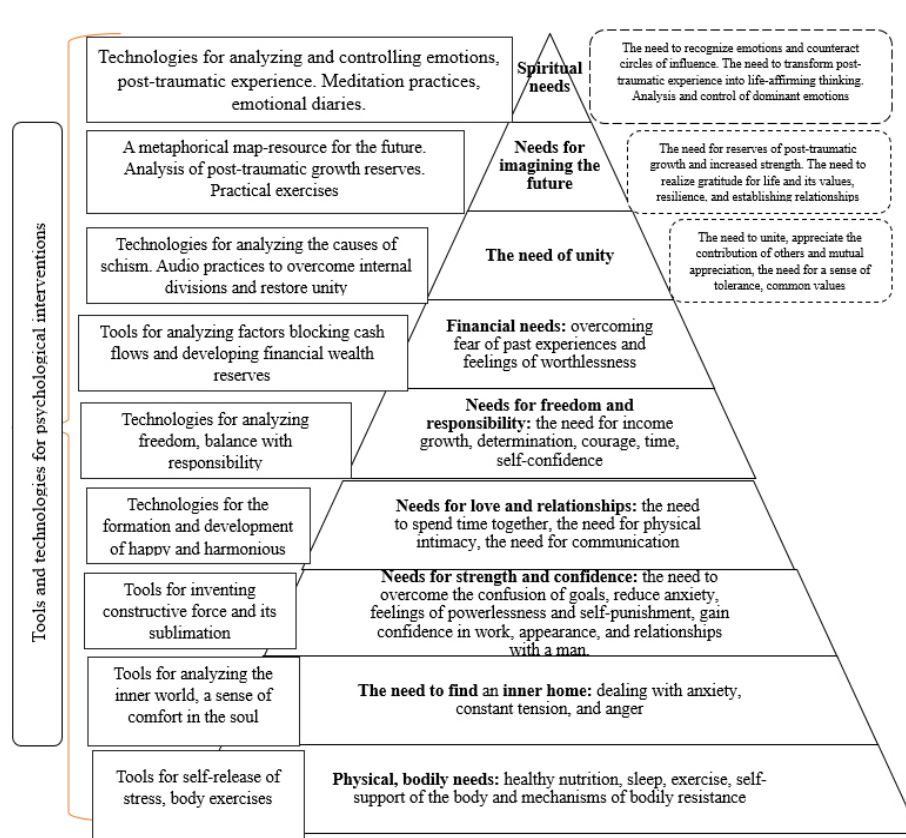 Tools and technologies for psychological interventions
Technologies for analyzing and controlling emotions,
post-traumatic experience. Meditation practices,
emotional diaries.
Spiritual
needs
The need to recognize emotions and counteract
circles of influence. The need to transform post-
traumatic experience into life-affirming thinking.
Analysis and control of dominant emotions
A metaphorical map-resource for the future.
Analysis of post-traumatic growth reserves.
Practical exercises
Needs for
imagining the
future
The need for reserves of post-traumatic
growth and increased strength. The need to
realize gratitude for life and its values,
resilience, and establishing relationships
Technologies for analyzing the causes of
schism. Audio practices to overcome internal
divisions and restore unity
The need of unity
The need to unite, appreciate the
contribution of others and mutual
appreciation, the need for a sense of
tolerance, common values
Tools for analyzing factors blocking cash
flows and developing financial wealth
reserves
Financial needs: overcoming
fear of past experiences and
feelings of worthlessness
Technologies for analyzing
freedom, balance with
responsibility
Needs for freedom and
responsibility: the need for income
growth, determination, courage, time,
self-confidence
Technologies for the
formation and development
of happy and harmonious
Needs for love and relationships: the need
to spend time together, the need for physical
intimacy, the need for communication
Tools for inventing
constructive force and its
sublimation
Needs for strength and confidence: the need to
overcome the confusion of goals, reduce anxiety,
feelings of powerlessness and self-punishment, gain
confidence in work, appearance, and relationships
with a man.
Tools for analyzing the
inner world, a sense of
comfort in the soul
The need to find an inner home: dealing with anxiety,
constant tension, and anger
Tools for self-release of
stress, body exercises
Physical, bodily needs: healthy nutrition, sleep, exercise, self-
support of the body and mechanisms of bodily resistance